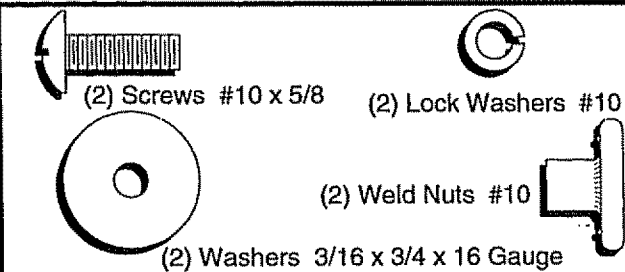 (2) Screws #10 x 5/8
(2) Lock Washers #10
(2) Weld Nuts #10
(2) Washers 3/16 x 3/4 x 16 Gauge